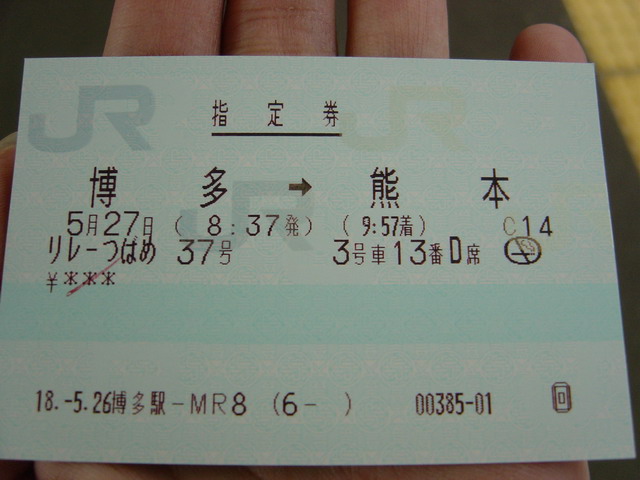 JR
指定券
博多 → 熊本
5月27日 ( 8:37発) ( 9:57着) C14
リレーつばめ 37号 3号車13番D席
¥***
18.-5.26博多駅-MR8 (6- ) 00385-01 回